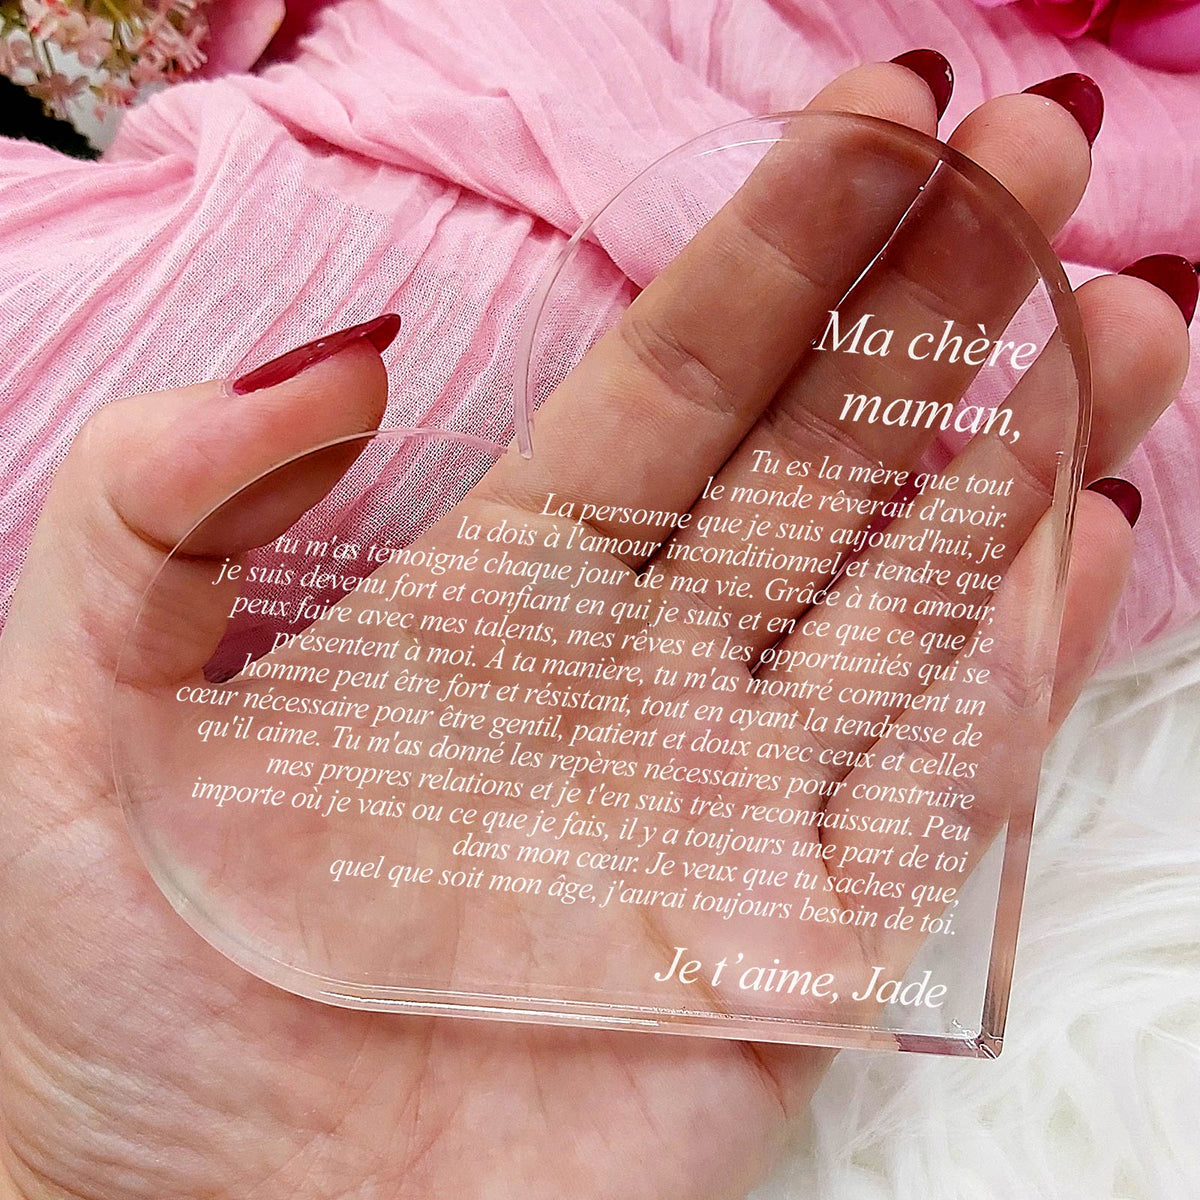 Ma chère
maman,
Tu es la mère que tout
le monde rêverait d'avoir.
La personne que je suis aujourd'hui, je
la dois à l'amour inconditionnel et tendre que
tu m'as témoigné chaque jour de ma vie. Grâce à ton amour,
je suis devenu fort et confiant en qui je suis et en ce que ce que je
peux faire avec mes talents, mes rêves et les opportunités qui se
présentent à moi. À ta manière, tu m'as montré comment un
homme peut être fort et résistant, tout en ayant la tendresse de
cœur nécessaire pour être gentil, patient et doux avec ceux et celles
qu'il aime. Tu m'as donné les repères nécessaires pour construire
mes propres relations et je t'en suis très reconnaissant. Peu
importe où je vais ou ce que je fais, il y a toujours une part de toi
dans mon cœur. Je veux que tu saches que,
quel que soit mon âge, j'aurai toujours besoin de toi.
Je t’aime, Jade